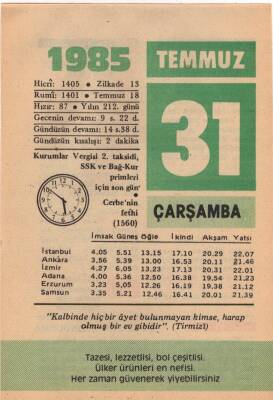 1985
TEMMUZ
Hicrî: 1405 • Zilkade 13
Rumî: 1401 • Temmuz 18
Hızır: 87 • Yılın 212. günü
Gecenin devamı: 9 s. 22 d.
Gündüzün devamı: 14 s.38 d.
Gündüzün kısalışı: 2 dakika
Kurumlar Vergisi 2. taksidi,
SSK ve Bağ-Kur
primleri
için son gün
•
Cerbe'nin
fethi
(1560)
31
ÇARŞAMBA
İmsak Güneş Öğle İkindi Akşam Yatsı
İstanbul 4.05 5.51 13.15 17.10 20.29 22.07
Ankâra 3.56 5.39 13.00 16.53 20.11 21.46
İzmir 4.27 6.05 13.23 17.13 20.31 22.01
Adana 4.00 5.36 12.50 16.38 19.54 21.23
Erzurum 3.23 5.05 12.26 16.19 19.38 21.12
Samsun 3.35 5.21 12.46 16.41 20.01 21.39
"Kalbinde hiç bir âyet bulunmayan kimse, harap
olmuş bir ev gibidir". (Tirmizî)
Tazesi, lezzetlisi, bol çeşitlisi.
Ülker ürünleri en nefisi.
Her zaman güvenerek yiyebilirsiniz